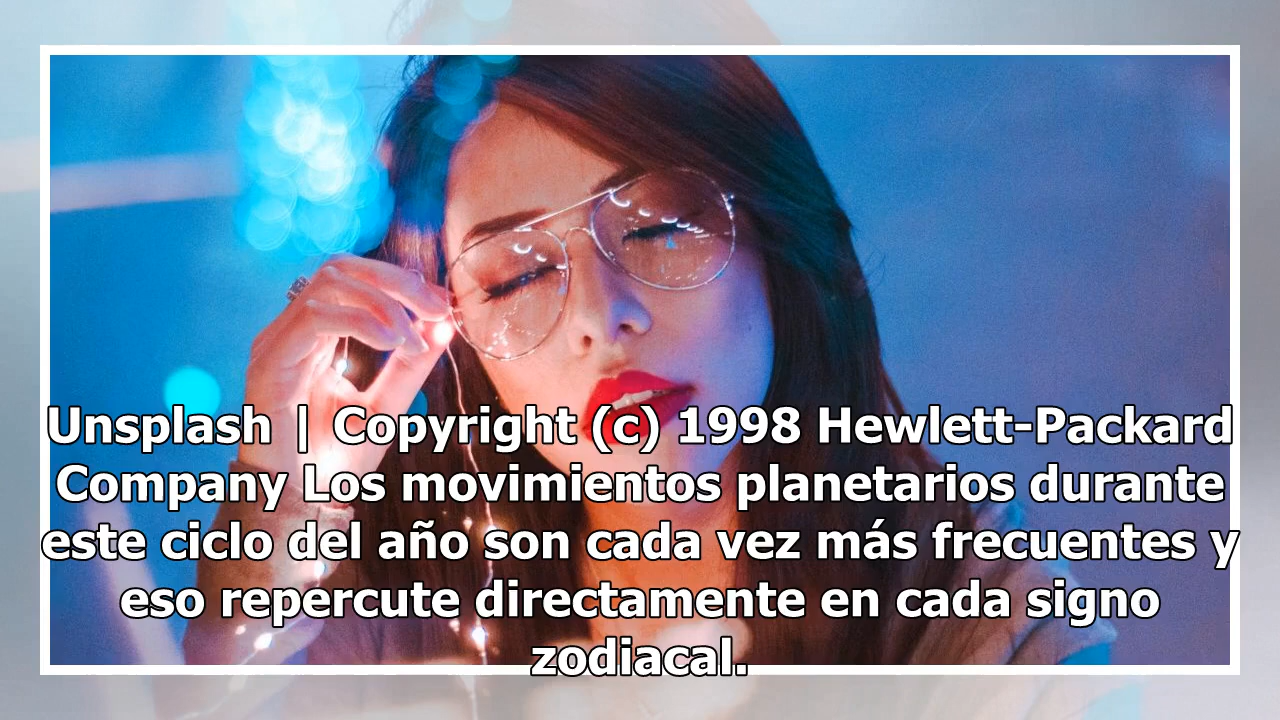 Unsplash | Copyright (c) 1998 Hewlett-Packard
Company Los movimientos planetarios durante
este ciclo del año son cada vez más frecuentes y
eso repercute directamente en cada signo
zodiacal.